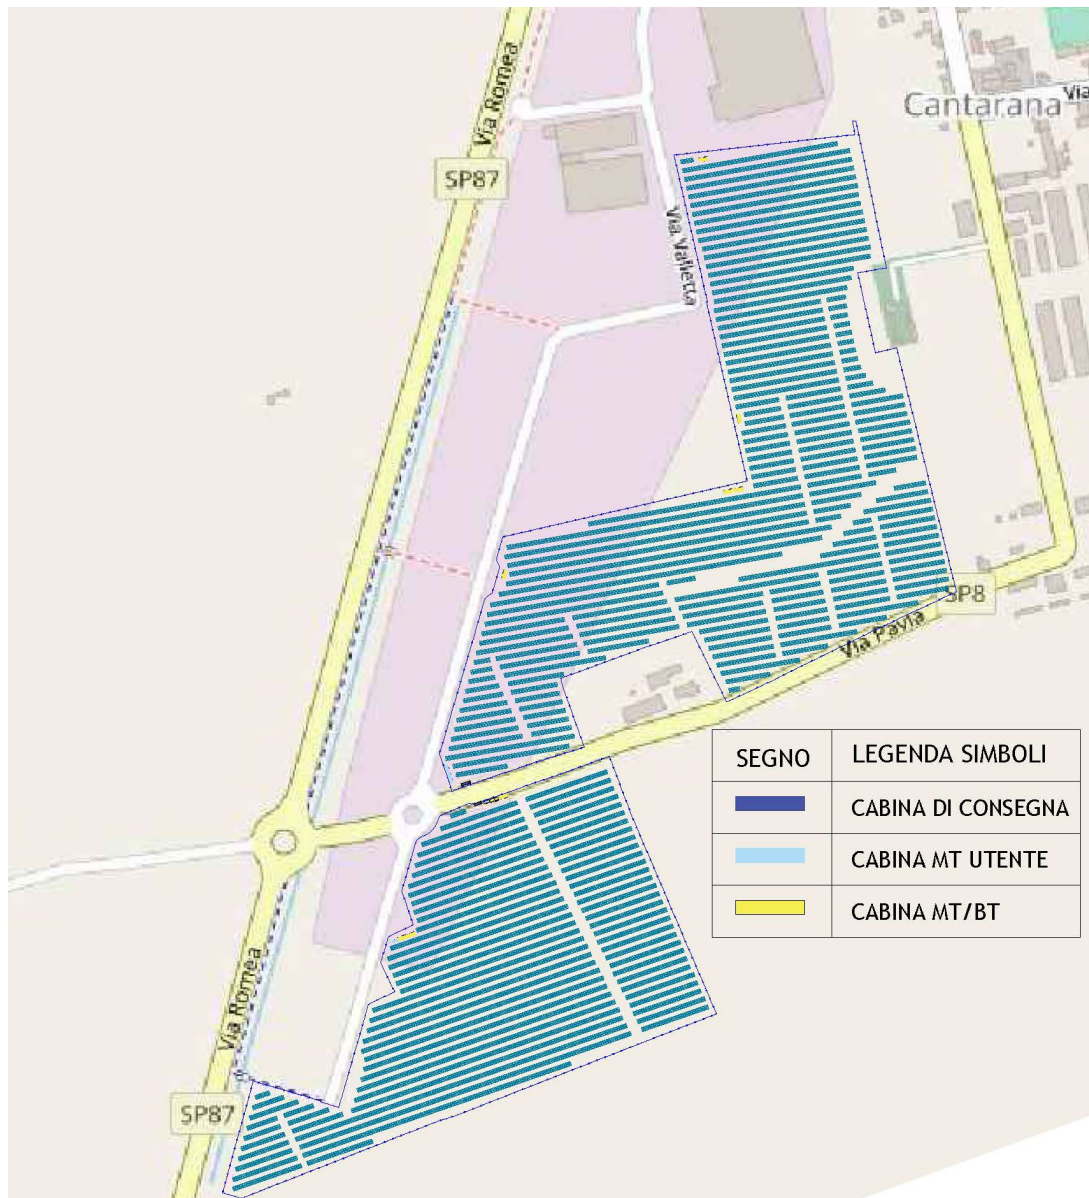 Via Romea
SP87
Cantarana
Via
Via Valletta
SP8
Via Pavia
SEGNO
LEGENDA SIMBOLI
CABINA DI CONSEGNA
CABINA MT UTENTE
CABINA MT/BT
Via Romea
SP87